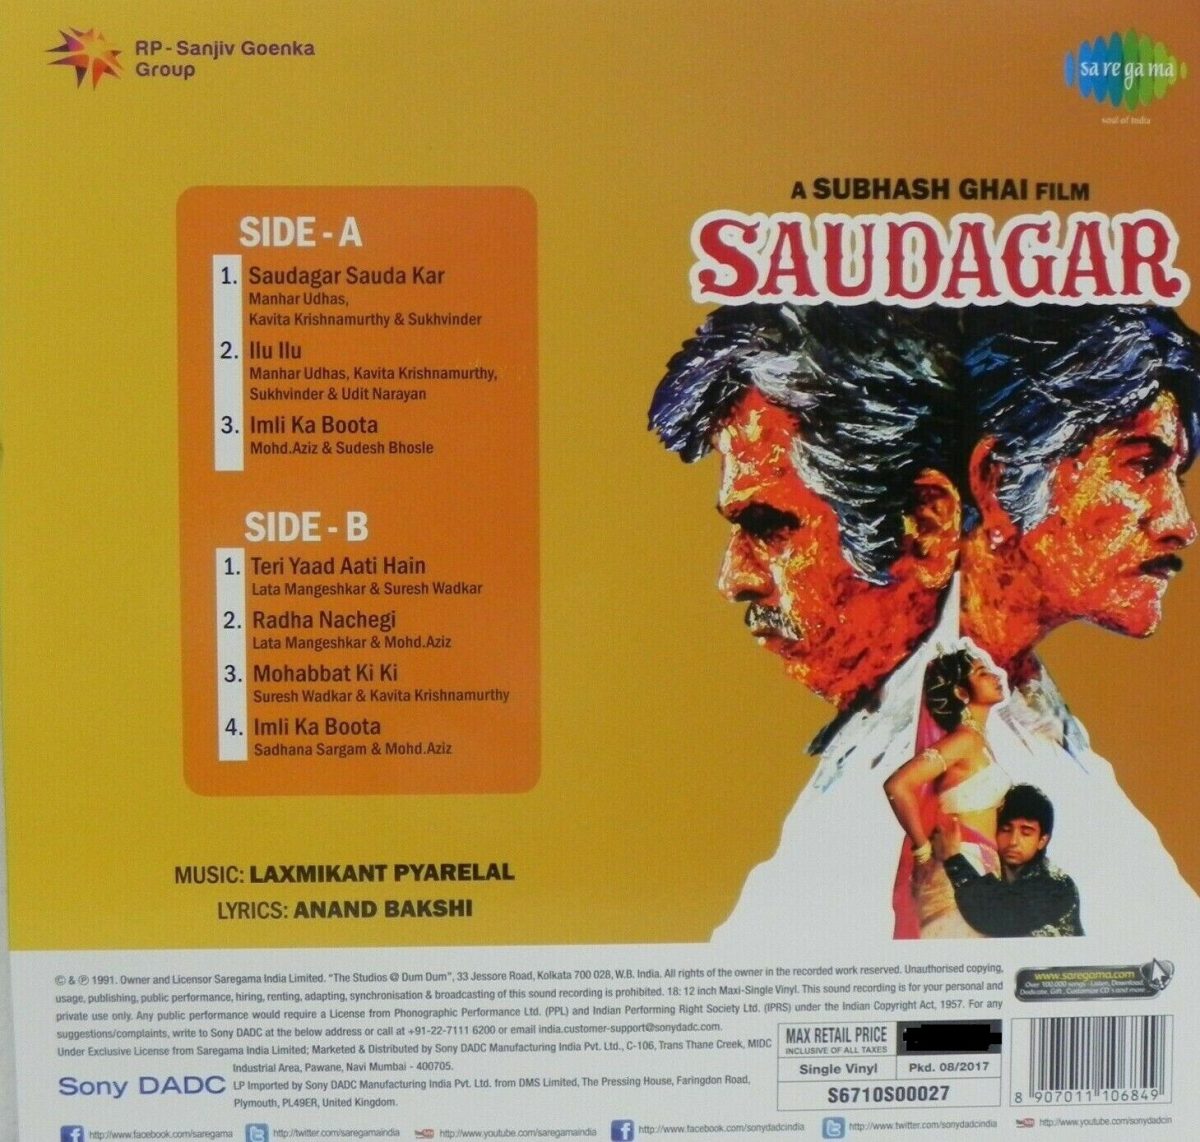 RP-Sanjiv Goenka
Group
saregama
soul of India
A SUBHASH GHAI FILM
SAUDAGAR
SIDE - A
1. Saudagar Sauda Kar
Manhar Udhas,
Kavita Krishnamurthy & Sukhvinder
2. Ilu Ilu
Manhar Udhas, Kavita Krishnamurthy,
Sukhvinder & Udit Narayan
3. Imli Ka Boota
Mohd.Aziz & Sudesh Bhosle
SIDE - B
1. Teri Yaad Aati Hain
Lata Mangeshkar & Suresh Wadkar
2. Radha Nachegi
Lata Mangeshkar & Mohd.Aziz
3. Mohabbat Ki Ki
Suresh Wadkar & Kavita Krishnamurthy
4. Imli Ka Boota
Sadhana Sargam & Mohd.Aziz
MUSIC: LAXMIKANT PYARELAL
LYRICS: ANAND BAKSHI
© & ℗ 1991. Owner and Licensor Saregama India Limited. "The Studios @ Dum Dum", 33 Jessore Road, Kolkata 700 028, W.B. India. All rights of the owner in the recorded work reserved. Unauthorised copying,
usage, publishing, public performance, hiring, renting, adapting, synchronisation & broadcasting of this sound recording is prohibited. 18: 12 inch Maxi-Single Vinyl. This sound recording is for your personal and
private use only. Any public performance would require a License from Phonographic Performance Ltd. (PPL) and Indian Performing Right Society Ltd. (IPRS) under the Indian Copyright Act, 1957. For any
suggestions/complaints, write to Sony DADC at the below address or call at +91-22-7111 6200 or email india.customer-support@sonydadc.com.
Under Exclusive License from Saregama India Limited; Marketed & Distributed by Sony DADC Manufacturing India Pvt. Ltd., C-106, Trans Thane Creek, MIDC
Industrial Area, Pawane, Navi Mumbai - 400705.
Sony DADC
LP Imported by Sony DADC Manufacturing India Pvt. Ltd. from DMS Limited, The Pressing House, Faringdon Road,
Plymouth, PL49ER, United Kingdom.
www.saregama.com
Over 100,000 songs - Listen, Download,
Dedicate, Gift, Customise CD's and more...
MAX RETAIL PRICE
INCLUSIVE OF ALL TAXES
Single Vinyl
Pkd. 08/2017
S6710S00027
8 907011 106849
http://www.facebook.com/saregama
http://twitter.com/saregamaindia
http://www.youtube.com/saregama
http://www.facebook.com/sonydadcindia
http://www.twitter.com/sonydadcindia
http://www.youtube.com/sonydadcin